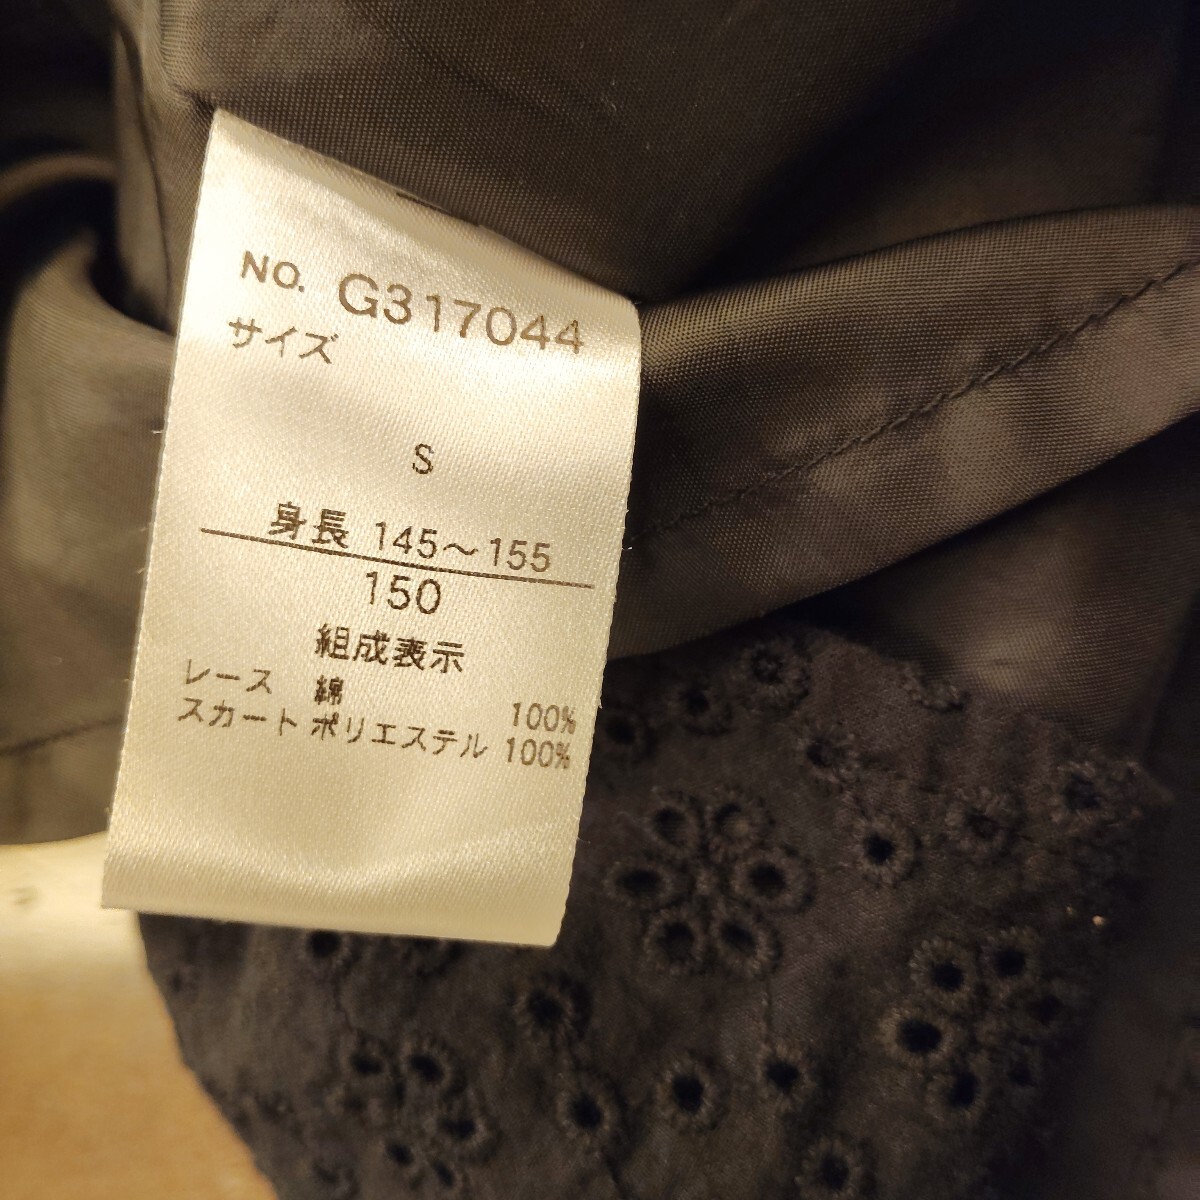 NO. G317044
サイズ
S
身長 145～155
150
組成表示
レース 綿 100%
スカート ポリエステル 100%